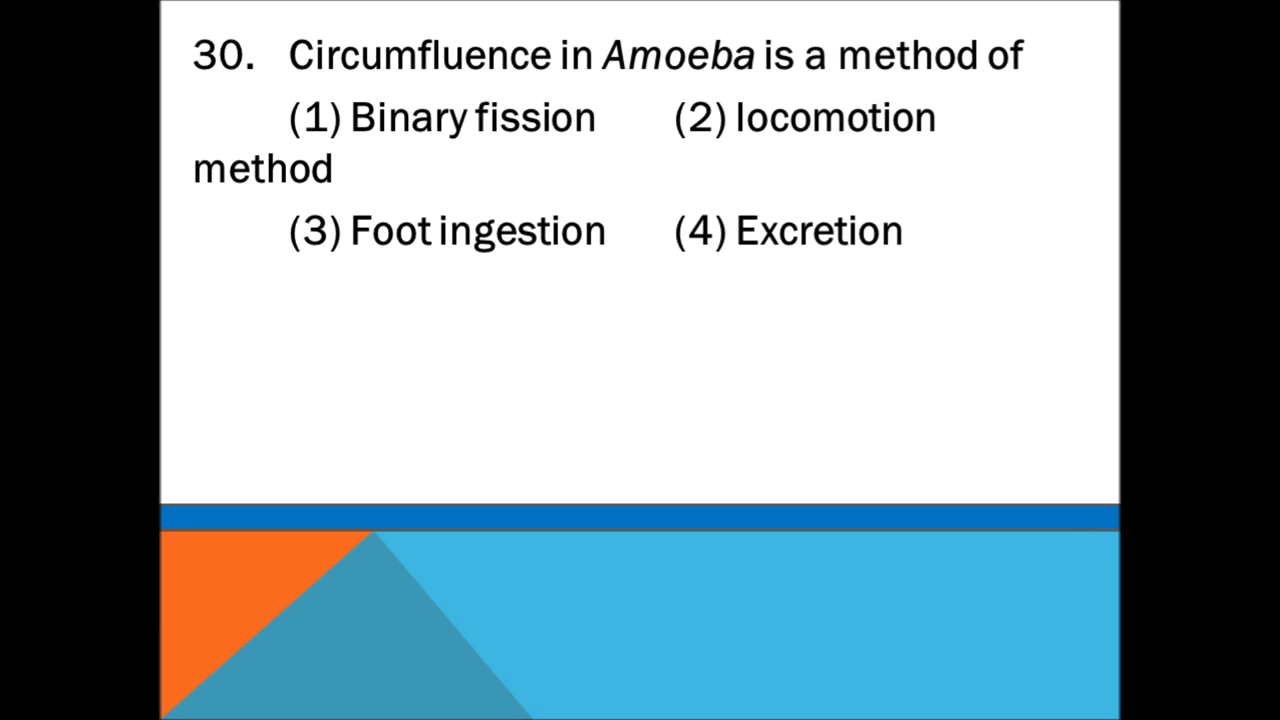 30. Circumfluence in Amoeba is a method of
(1) Binary fission (2) locomotion
method
(3) Foot ingestion (4) Excretion